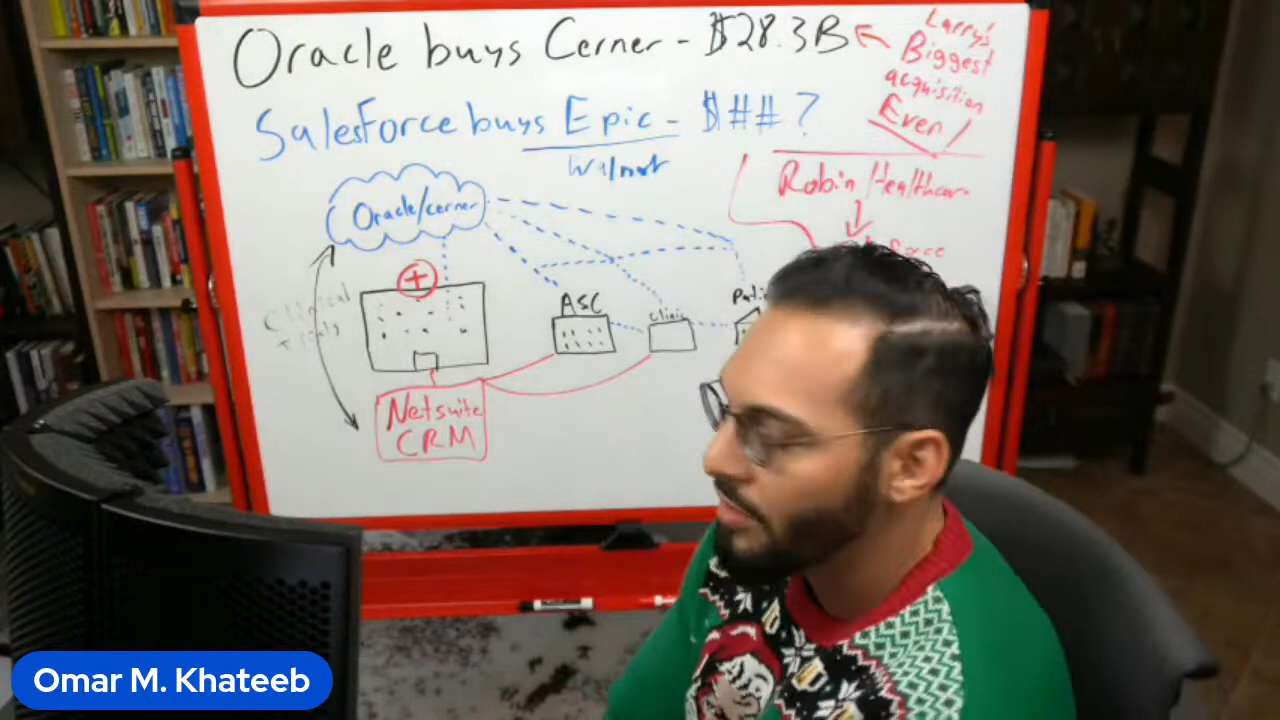 Oracle buys Cerner - $28.3B
Larry's
Biggest
acquisition
Ever!
Salesforce buys Epic - $##?
Walmart
Robin Healthcare
Oracle/cerner
Clinical
ASC
clinic
Netsuite
CRM
Omar M. Khateeb